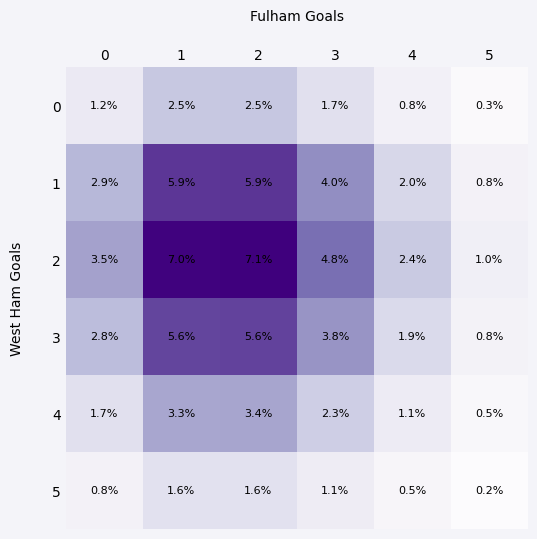 Fulham Goals
0 1 2 3 4 5
0 1.2% 2.5% 2.5% 1.7% 0.8% 0.3%
1 2.9% 5.9% 5.9% 4.0% 2.0% 0.8%
2 3.5% 7.0% 7.1% 4.8% 2.4% 1.0%
3 2.8% 5.6% 5.6% 3.8% 1.9% 0.8%
4 1.7% 3.3% 3.4% 2.3% 1.1% 0.5%
5 0.8% 1.6% 1.6% 1.1% 0.5% 0.2%
West Ham Goals